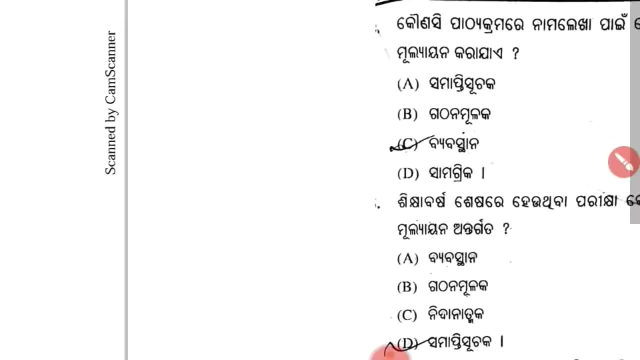 Scanned by CamScanner
କୌଣସି ପାଠ୍ୟକ୍ରମରେ ନାମଲେଖା ପାଇଁ
ମୂଲ୍ୟାୟନ କରାଯାଏ ?
(A) ସମାପ୍ତିସୂଚକ
(B) ଗଠନମୂଳକ
(C) ବ୍ୟବସ୍ଥାନ
(D) ସାମଗ୍ରିକ ।
ଶିକ୍ଷାବର୍ଷ ଶେଷରେ ହେଉଥିବା ପରୀକ୍ଷା
ମୂଲ୍ୟାୟନ ଅନ୍ତର୍ଗତ ?
(A) ବ୍ୟବସ୍ଥାନ
(B) ଗଠନମୂଳକ
(C) ନିଦାନାତ୍ମକ
(D) ସମାପ୍ତିସୂଚକ ।